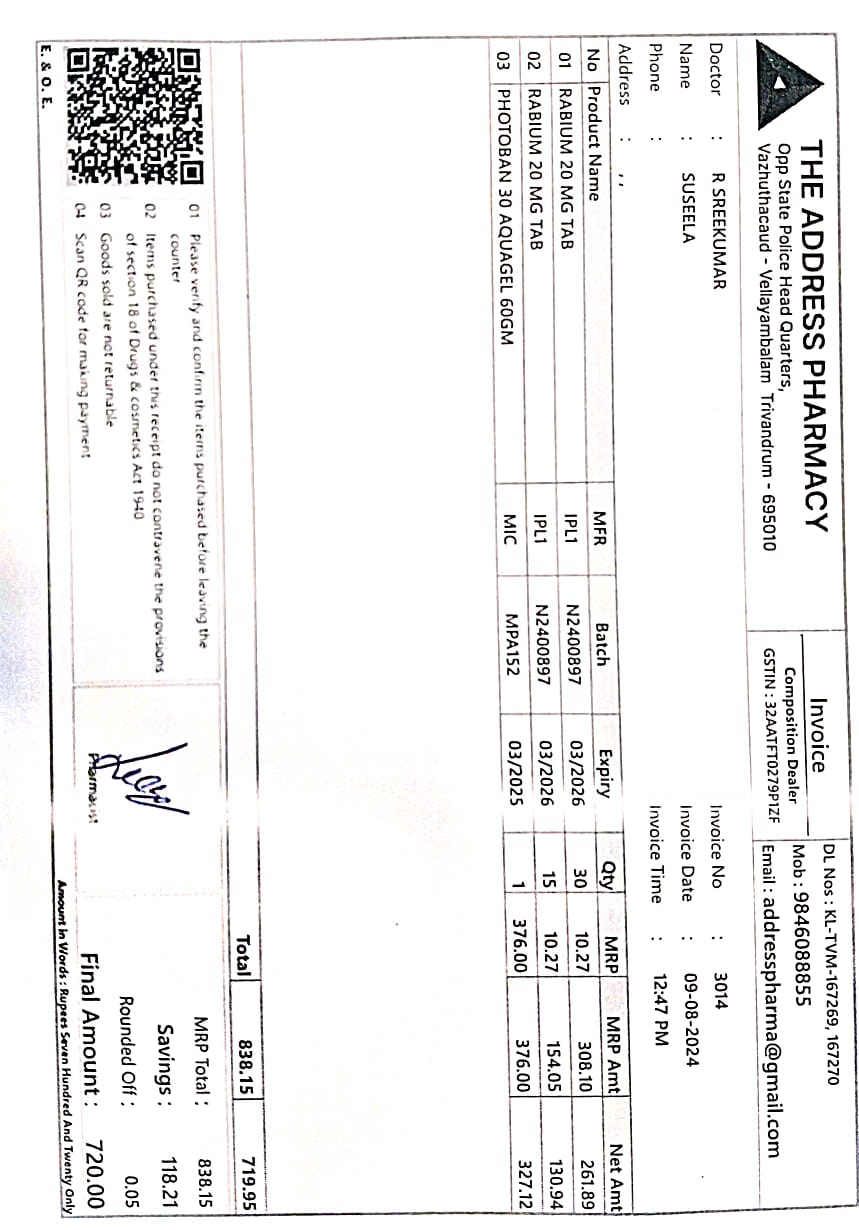 THE ADDRESS PHARMACY
Opp State Police Head Quarters,
Vazhuthacaud - Vellayambalam Trivandrum - 695010
Invoice
Composition Dealer
GSTIN : 32AATFT0279P1ZF
DL Nos : KL-TVM-167269, 167270
Mob : 9846088855
Email : addresspharma@gmail.com
Doctor : R SREEKUMAR
Name : SUSEELA
Phone :
Address : , ,
Invoice No : 3014
Invoice Date : 09-08-2024
Invoice Time : 12:47 PM
No Product Name MFR Batch Expiry Qty MRP MRP Amt Net Amt
01 RABIUM 20 MG TAB IPL1 N2400897 03/2026 30 10.27 308.10 261.89
02 RABIUM 20 MG TAB IPL1 N2400897 03/2026 15 10.27 154.05 130.94
03 PHOTOBAN 30 AQUAGEL 60GM MIC MPA152 03/2025 1 376.00 376.00 327.12
Total 838.15 719.95
01 Please verify and confirm the items purchased before leaving the
counter
02 Items purchased under this receipt do not contravene the provisions
of section 18 of Drugs & cosmetics Act 1940
03 Goods sold are not returnable
04 Scan QR code for making payment
Pharmacist
MRP Total : 838.15
Savings : 118.21
Rounded Off : 0.05
Final Amount : 720.00
Amount in Words : Rupees Seven Hundred And Twenty Only
E. & O. E.